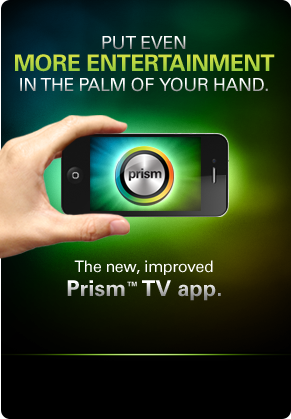 PUT EVEN
MORE ENTERTAINMENT
IN THE PALM OF YOUR HAND.
prism
The new, improved
Prism™ TV app.